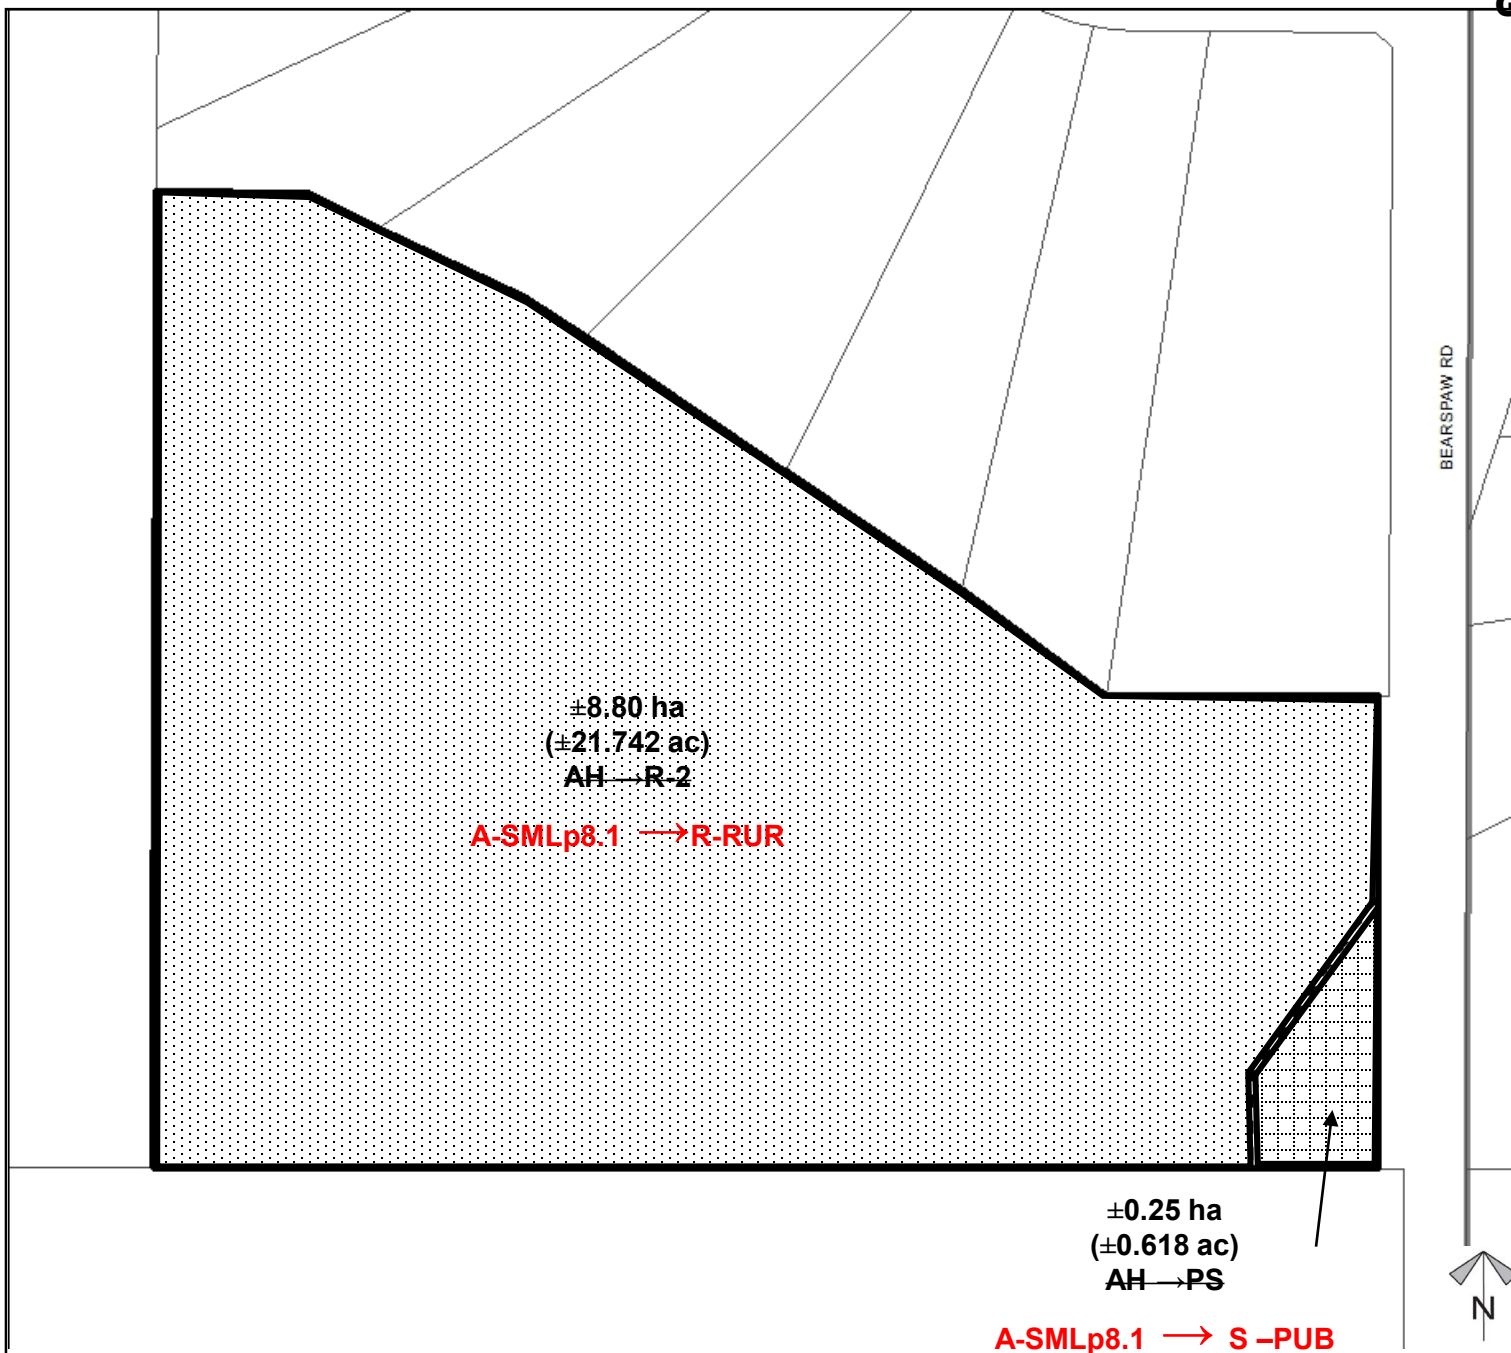 BEARSPAW RD
±8.80 ha
(±21.742 ac)
AH →R-2
A-SMLp8.1 → R-RUR
±0.25 ha
(±0.618 ac)
AH →PS
A-SMLp8.1 → S –PUB
N